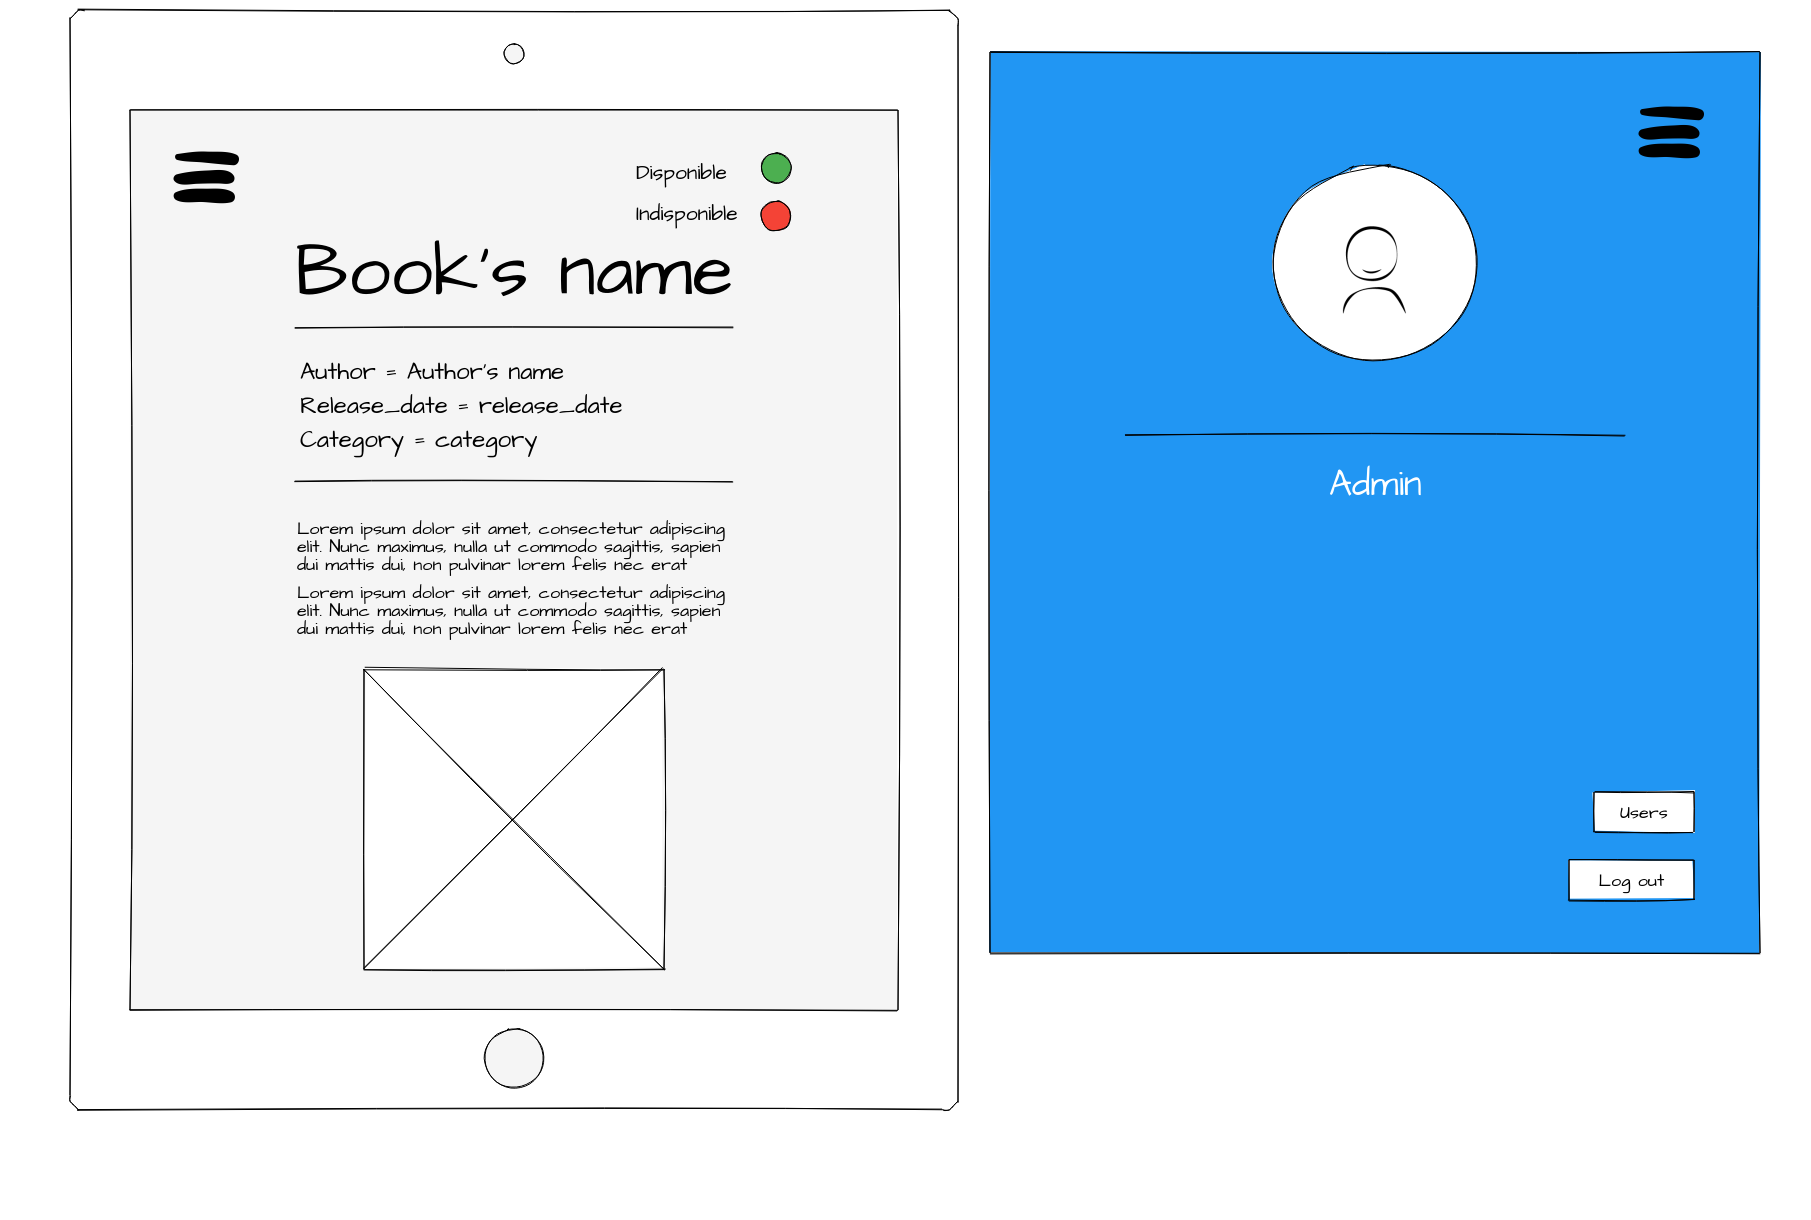 Disponible
Indisponible
Book's name
Author = Author's name
Release_date = release_date
Category = category
Lorem ipsum dolor sit amet, consectetur adipiscing
elit. Nunc maximus, nulla ut commodo sagittis, sapien
dui mattis dui, non pulvinar lorem felis nec erat
Lorem ipsum dolor sit amet, consectetur adipiscing
elit. Nunc maximus, nulla ut commodo sagittis, sapien
dui mattis dui, non pulvinar lorem felis nec erat
Admin
Users
Log out